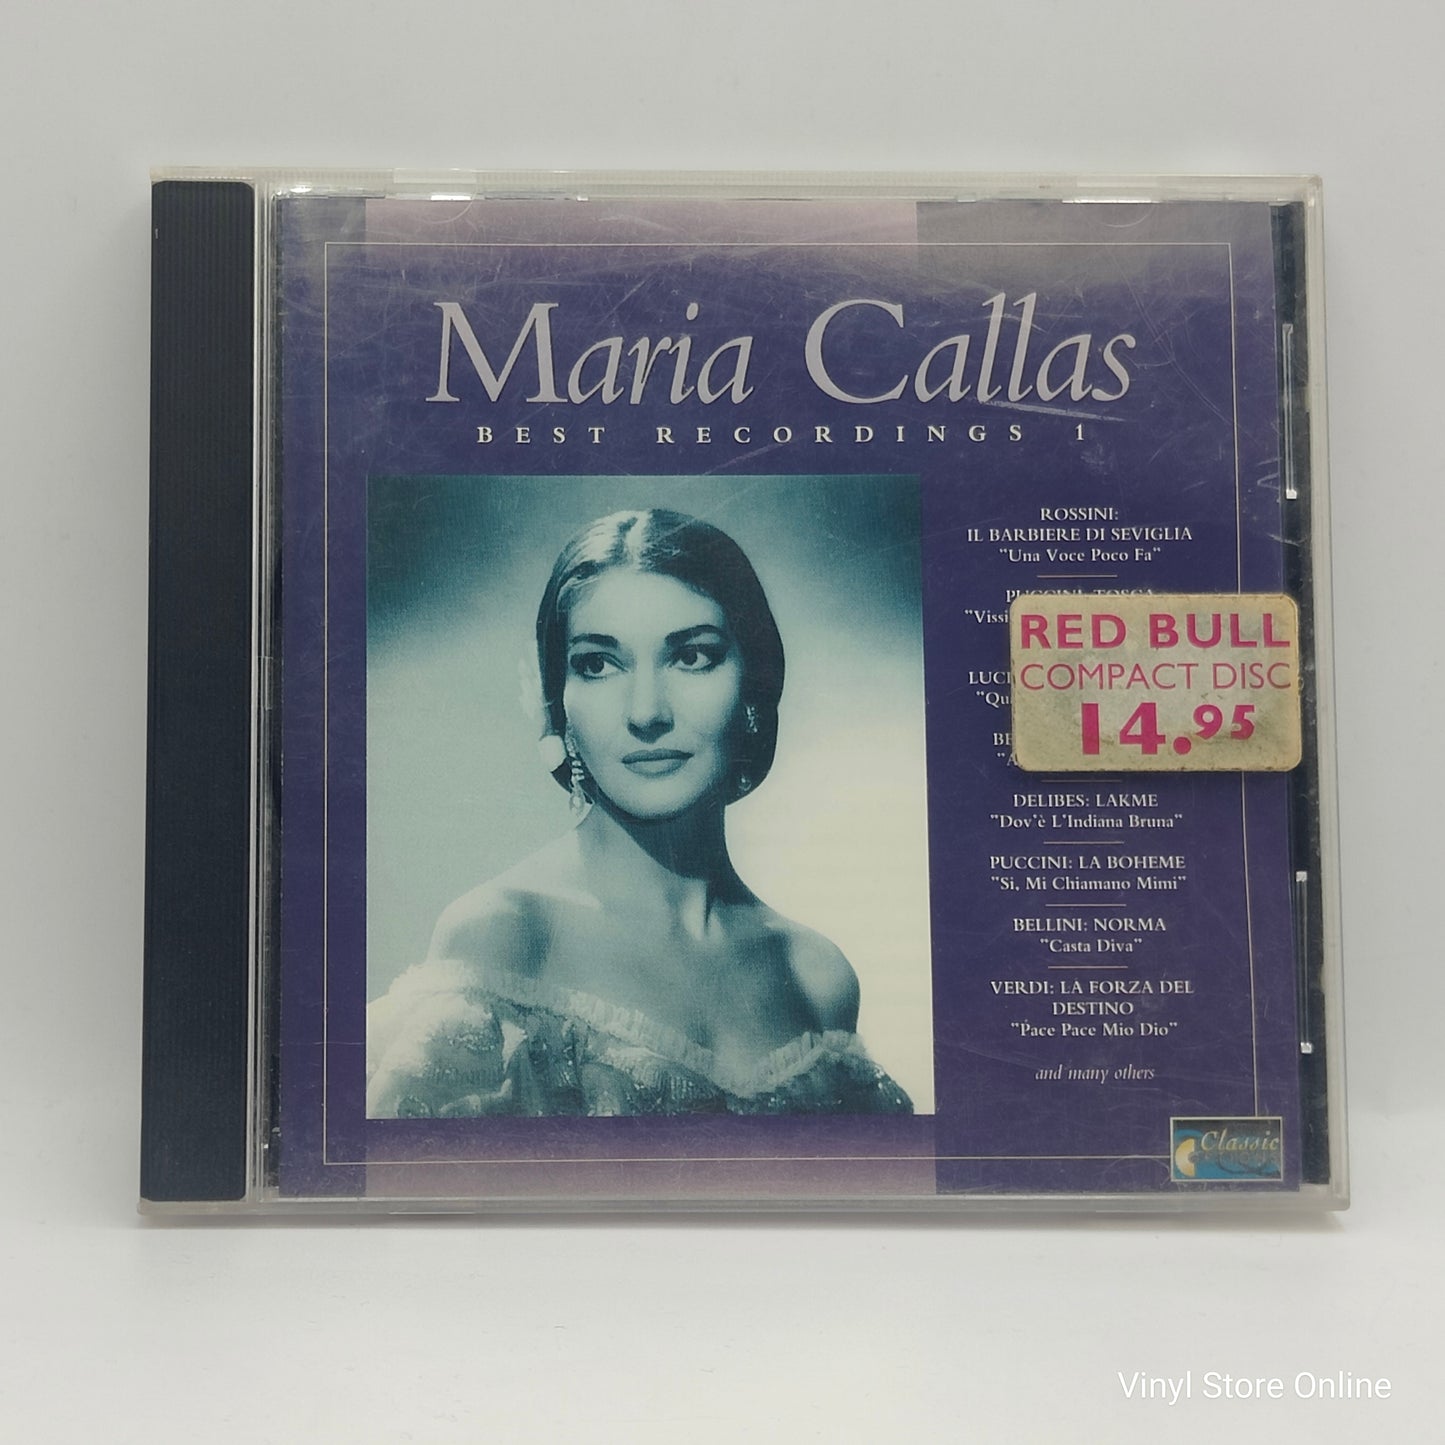 Maria Callas
BEST RECORDINGS 1
ROSSINI:
IL BARBIERE DI SEVIGLIA
"Una Voce Poco Fa"
PUCCINI: TOSCA
RED BULL
COMPACT DISC
14.95
DELIBES: LAKME
"Dov'è L'Indiana Bruna"
PUCCINI: LA BOHEME
"Si, Mi Chiamano Mimi"
BELLINI: NORMA
"Casta Diva"
VERDI: LA FORZA DEL
DESTINO
"Pace Pace Mio Dio"
and many others
Classic
Vinyl Store Online